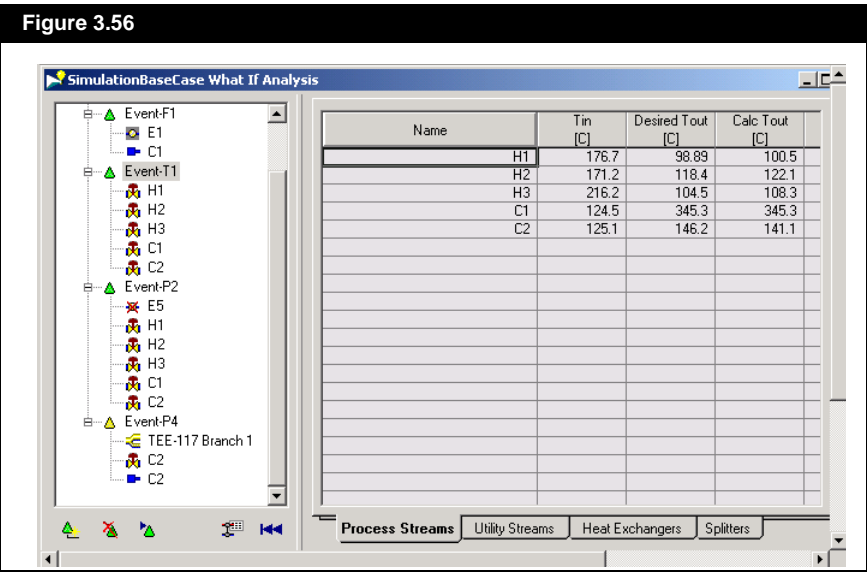 Figure 3.56
SimulationBaseCase What If Analysis
Event-F1
E1
C1
Event-T1
H1
H2
H3
C1
C2
Event-P2
E5
H1
H2
H3
C1
C2
Event-P4
TEE-117 Branch 1
C2
C2
Name Tin [C] Desired Tout [C] Calc Tout [C]
H1 176.7 98.89 100.5
H2 171.2 118.4 122.1
H3 216.2 104.5 108.3
C1 124.5 345.3 345.3
C2 125.1 146.2 141.1
Process Streams Utility Streams Heat Exchangers Splitters